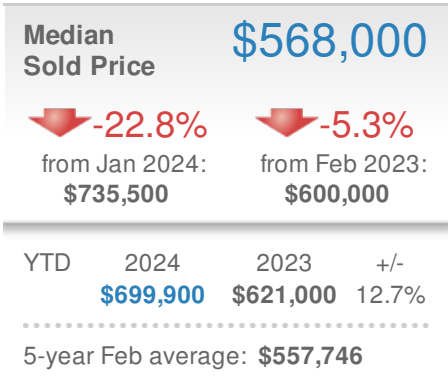 Median
Sold Price
$568,000
-22.8% -5.3%
from Jan 2024: from Feb 2023:
$735,500 $600,000
YTD 2024 2023 +/-
$699,900 $621,000 12.7%
5-year Feb average: $557,746